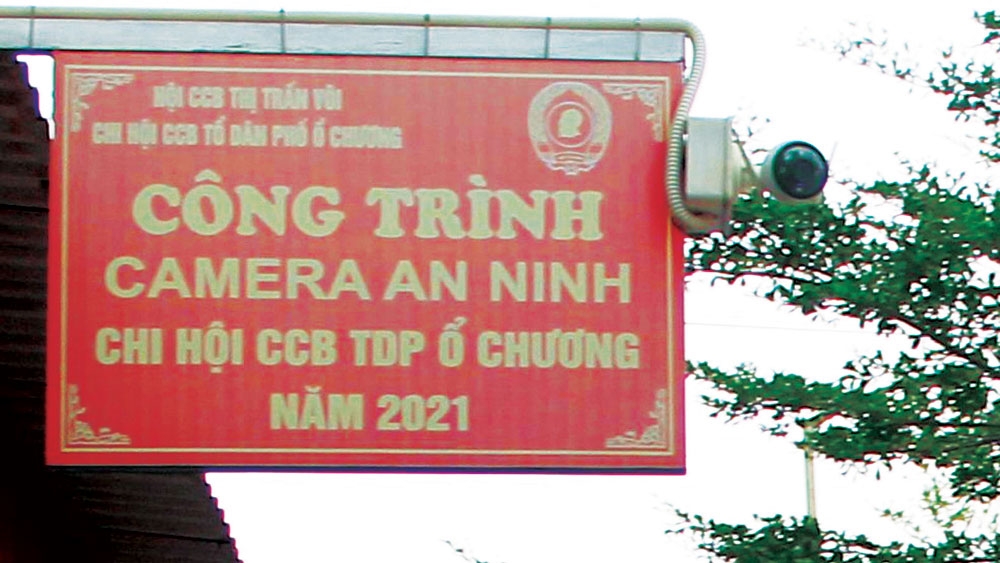 HỘI CCB THỊ TRẤN VÔI
CHI HỘI CCB TỔ DÂN PHỐ Ổ CHƯƠNG
CÔNG TRÌNH
CAMERA AN NINH
CHI HỘI CCB TDP Ổ CHƯƠNG
NĂM 2021